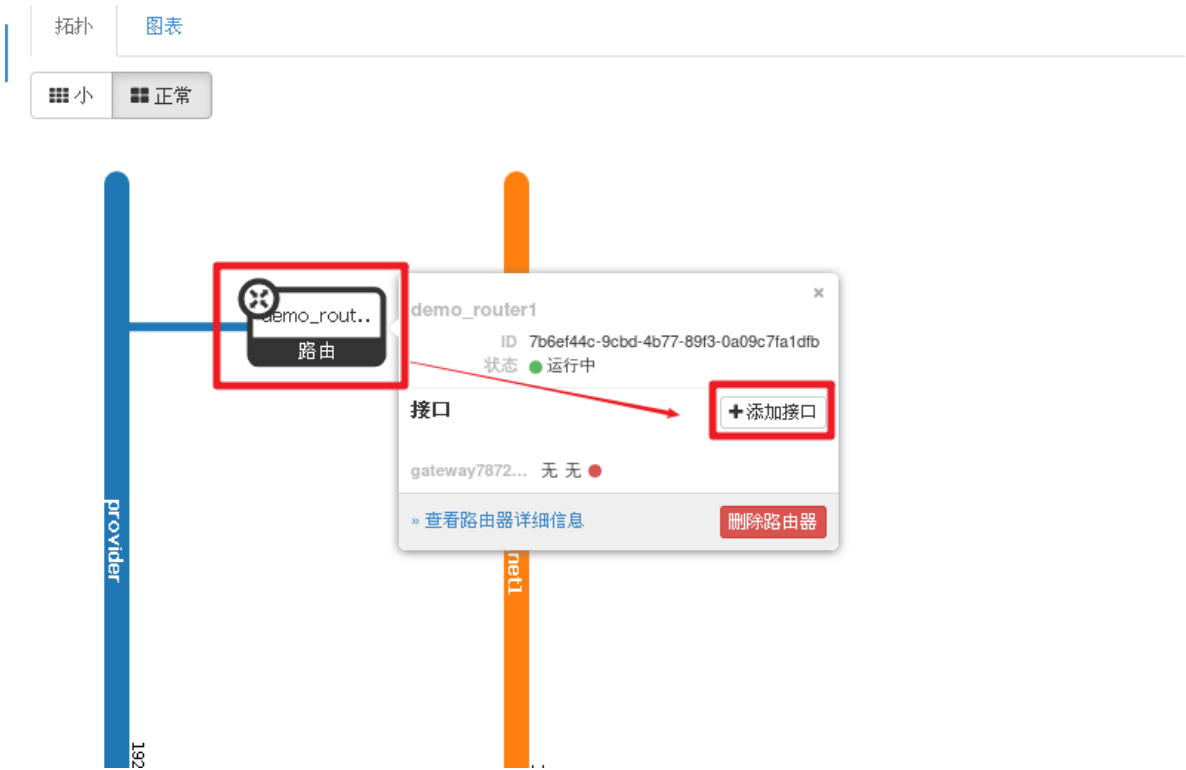 拓扑
图表
小
正常
demo_rout..
路由
demo_router1
ID 7b6ef44c-9cbd-4b77-89f3-0a09c7fa1dfb
状态 运行中
接口
添加接口
gateway7872... 无 无
» 查看路由器详细信息
删除路由器
provider
net1
192